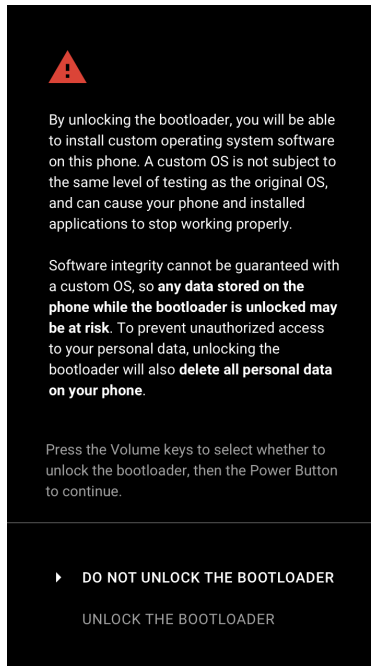 By unlocking the bootloader, you will be able
to install custom operating system software
on this phone. A custom OS is not subject to
the same level of testing as the original OS,
and can cause your phone and installed
applications to stop working properly.
Software integrity cannot be guaranteed with
a custom OS, so any data stored on the
phone while the bootloader is unlocked may
be at risk. To prevent unauthorized access
to your personal data, unlocking the
bootloader will also delete all personal data
on your phone.
Press the Volume keys to select whether to
unlock the bootloader, then the Power Button
to continue.
DO NOT UNLOCK THE BOOTLOADER
UNLOCK THE BOOTLOADER